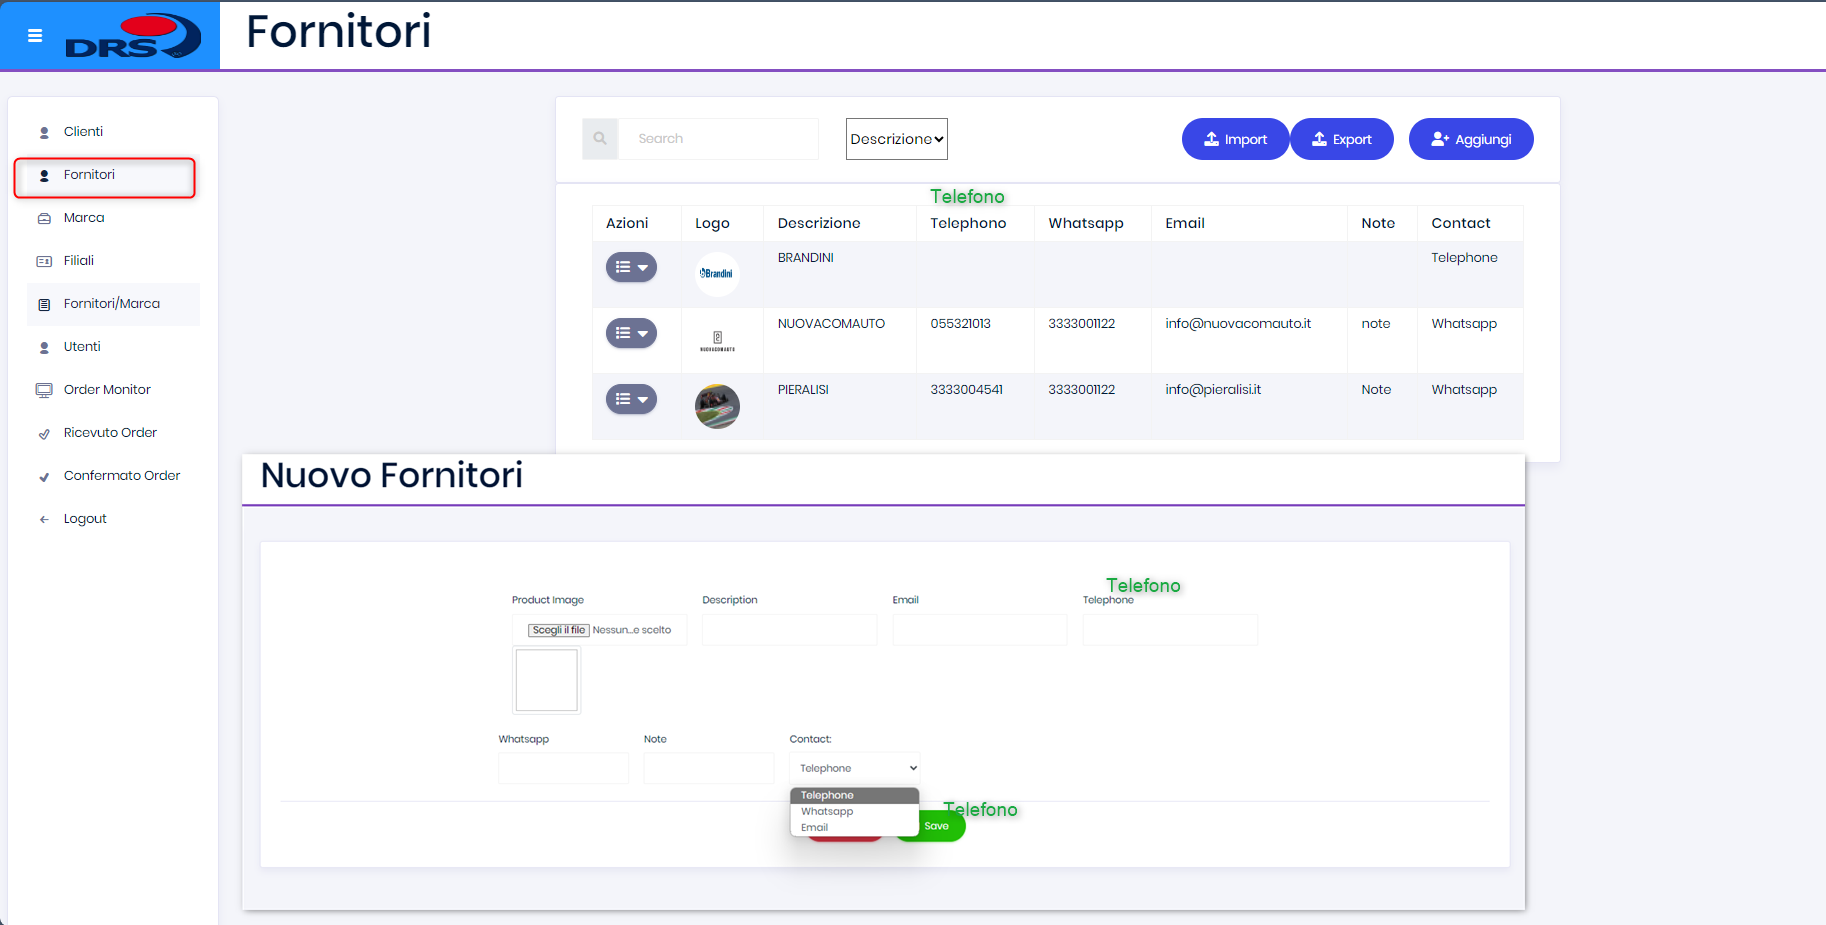 DRS
Fornitori
Clienti
Fornitori
Marca
Filiali
Fornitori/Marca
Utenti
Order Monitor
Ricevuto Order
Confermato Order
Logout
Search
Descrizione
Import
Export
Aggiungi
Telefono
Azioni Logo Descrizione Telephono Whatsapp Email Note Contact
Brandini BRANDINI Telephone
NUOVACOMAUTO NUOVACOMAUTO 055321013 3333001122 info@nuovacomauto.it note Whatsapp
PIERALISI 3333004541 3333001122 info@pieralisi.it Note Whatsapp
Nuovo Fornitori
Telefono
Product Image Description Email Telephone
Scegli il file Nessun...e scelto
Whatsapp Note Contact:
Telephone
Telephone
Whatsapp
Email
Telefono
Save